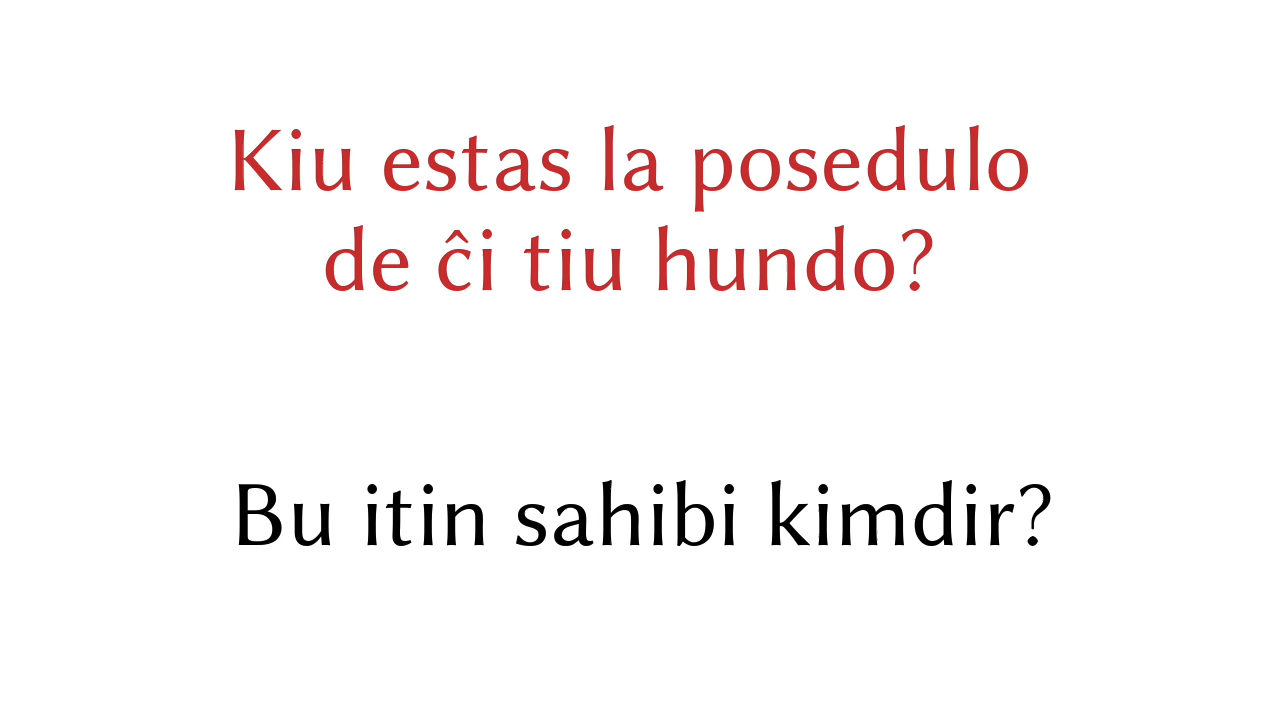 Kiu estas la posedulo
de ĉi tiu hundo?
Bu itin sahibi kimdir?